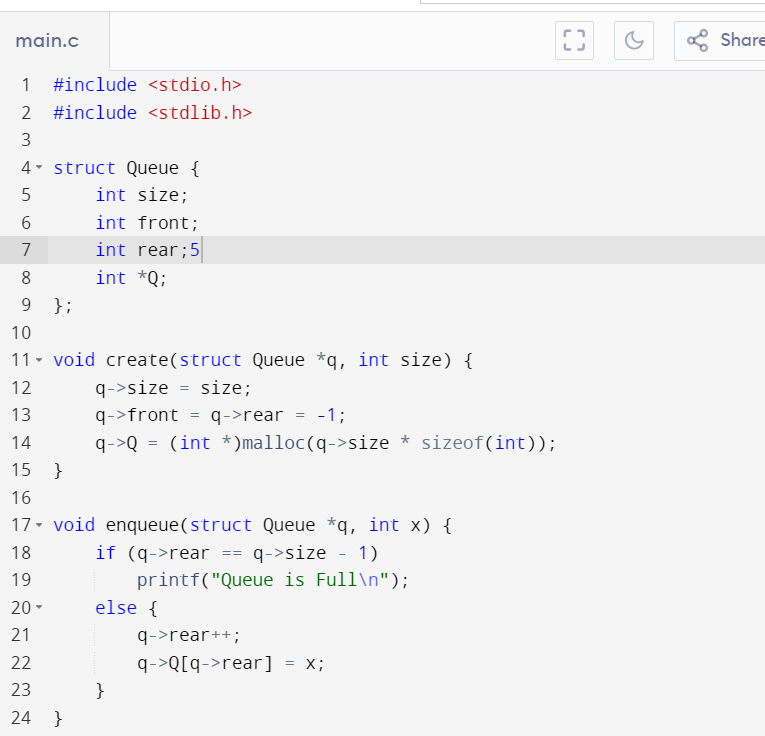 main.c
Share
1 #include <stdio.h>
2 #include <stdlib.h>
3
4 struct Queue {
5     int size;
6     int front;
7     int rear;5
8     int *Q;
9 };
10
11 void create(struct Queue *q, int size) {
12     q->size = size;
13     q->front = q->rear = -1;
14     q->Q = (int *)malloc(q->size * sizeof(int));
15 }
16
17 void enqueue(struct Queue *q, int x) {
18     if (q->rear == q->size - 1)
19         printf("Queue is Full\n");
20     else {
21         q->rear++;
22         q->Q[q->rear] = x;
23     }
24 }